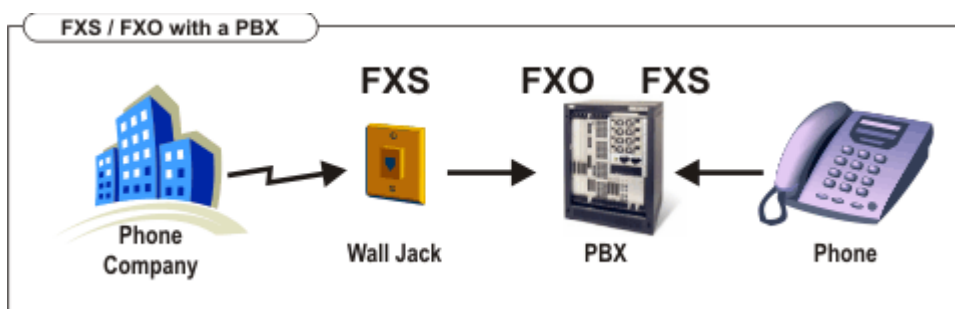 FXS / FXO with a PBX
FXS FXO FXS
Phone
Company
Wall Jack
PBX
Phone